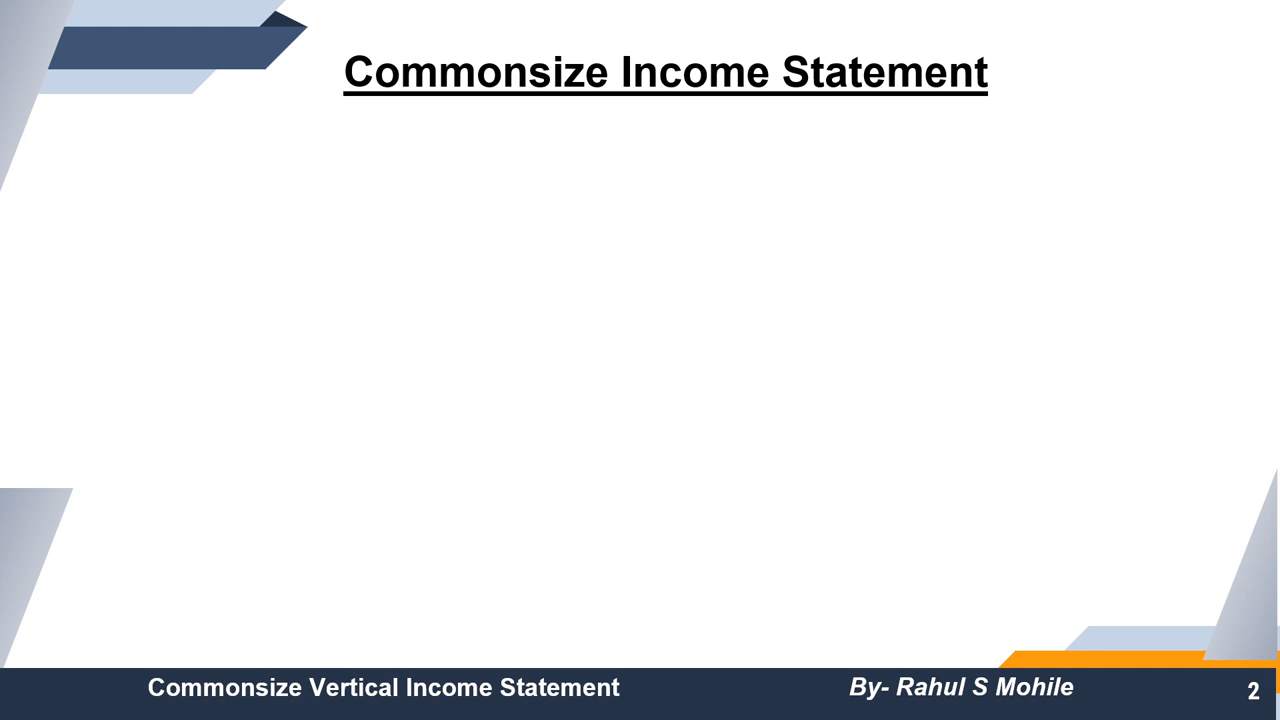 Commonsize Income Statement
Commonsize Vertical Income Statement
By- Rahul S Mohile
2